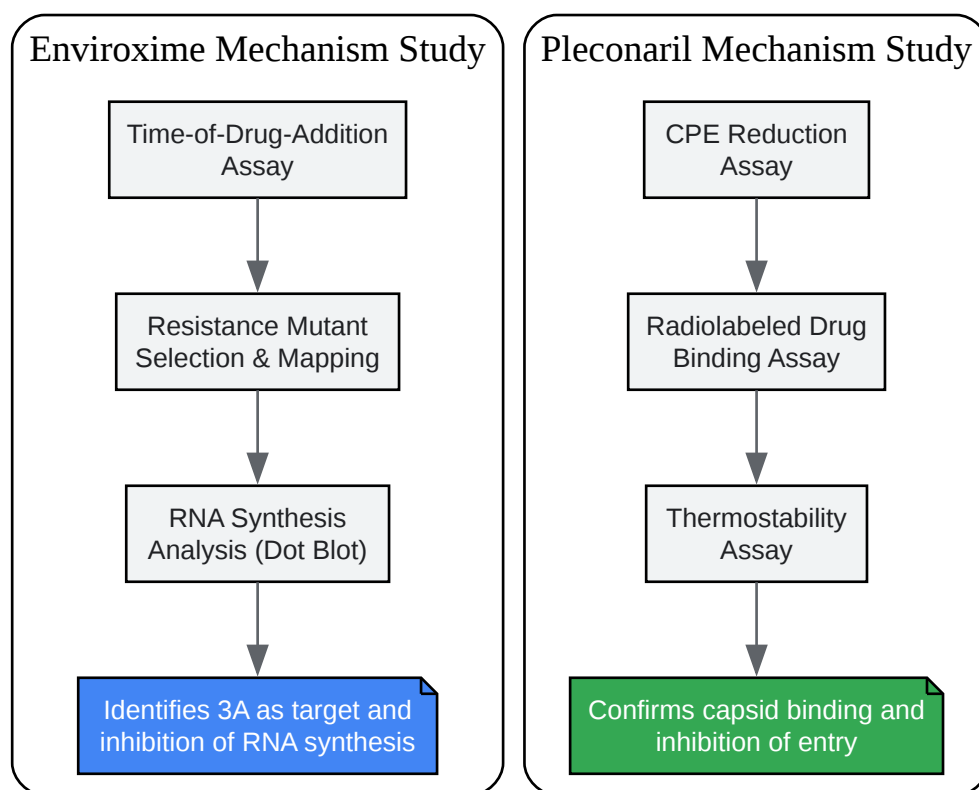 Enviroxime Mechanism Study
Time-of-Drug-Addition
Assay
Resistance Mutant
Selection & Mapping
RNA Synthesis
Analysis (Dot Blot)
Identifies 3A as target and
inhibition of RNA synthesis
Pleconaril Mechanism Study
CPE Reduction
Assay
Radiolabeled Drug
Binding Assay
Thermostability
Assay
Confirms capsid binding and
inhibition of entry